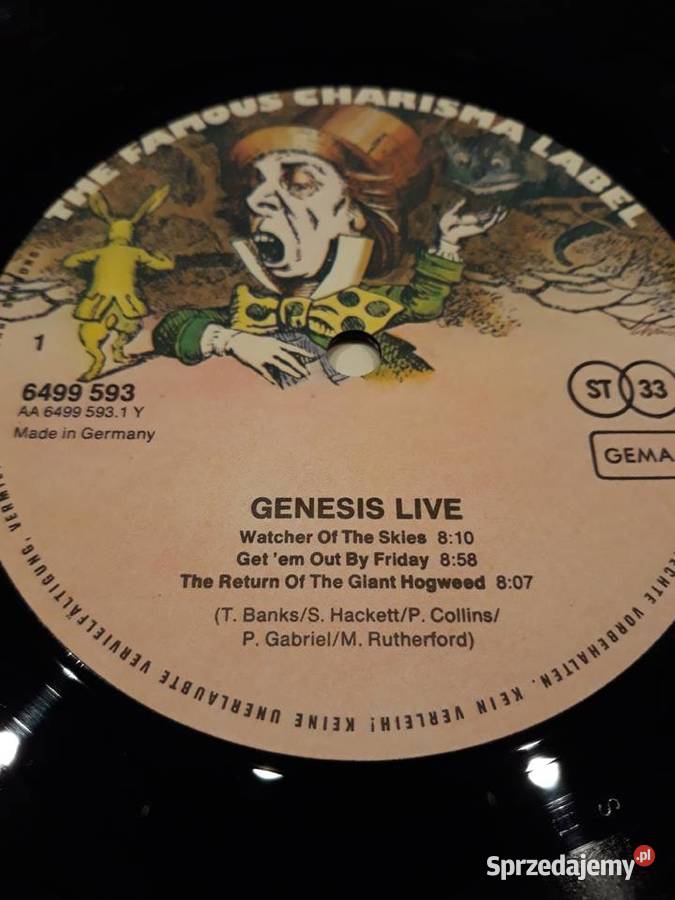 THE FAMOUS CHARISMA LABEL
1
6499 593
AA 6499 593.1 Y
Made in Germany
ST 33
GEMA
GENESIS LIVE
Watcher Of The Skies 8:10
Get 'em Out By Friday 8:58
The Return Of The Giant Hogweed 8:07
(T. Banks/S. Hackett/P. Collins/
P. Gabriel/M. Rutherford)
RECHTE VORBEHALTEN. KEIN VERLEIH! KEINE UNERLAUBTE VERVIELFÄLTIGUNG,
Sprzedajemy.pl